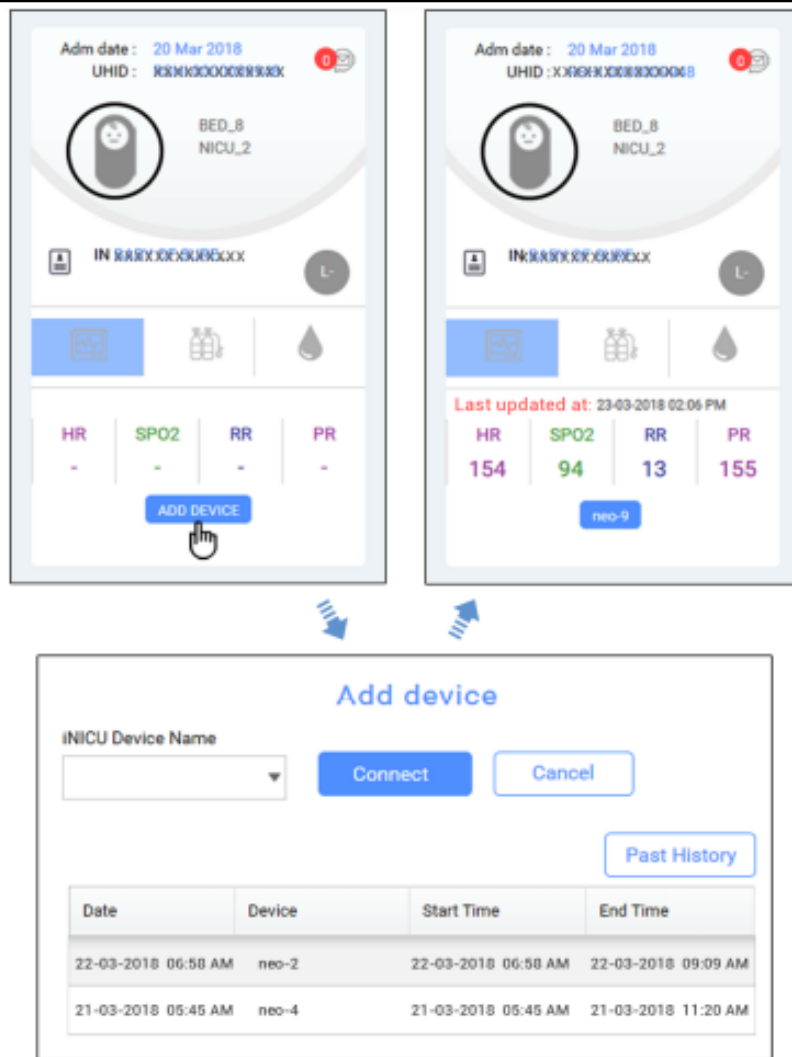 Adm date : 20 Mar 2018
UHID :
0
BED_8
NICU_2
IN
L-
HR SPO2 RR PR
- - - -
ADD DEVICE
Adm date : 20 Mar 2018
UHID :
0
BED_8
NICU_2
IN
L-
Last updated at: 23-03-2018 02:06 PM
HR SPO2 RR PR
154 94 13 155
neo-9
Add device
iNICU Device Name
Connect Cancel
Past History
Date Device Start Time End Time
22-03-2018 06:58 AM neo-2 22-03-2018 06:58 AM 22-03-2018 09:09 AM
21-03-2018 05:45 AM neo-4 21-03-2018 05:45 AM 21-03-2018 11:20 AM